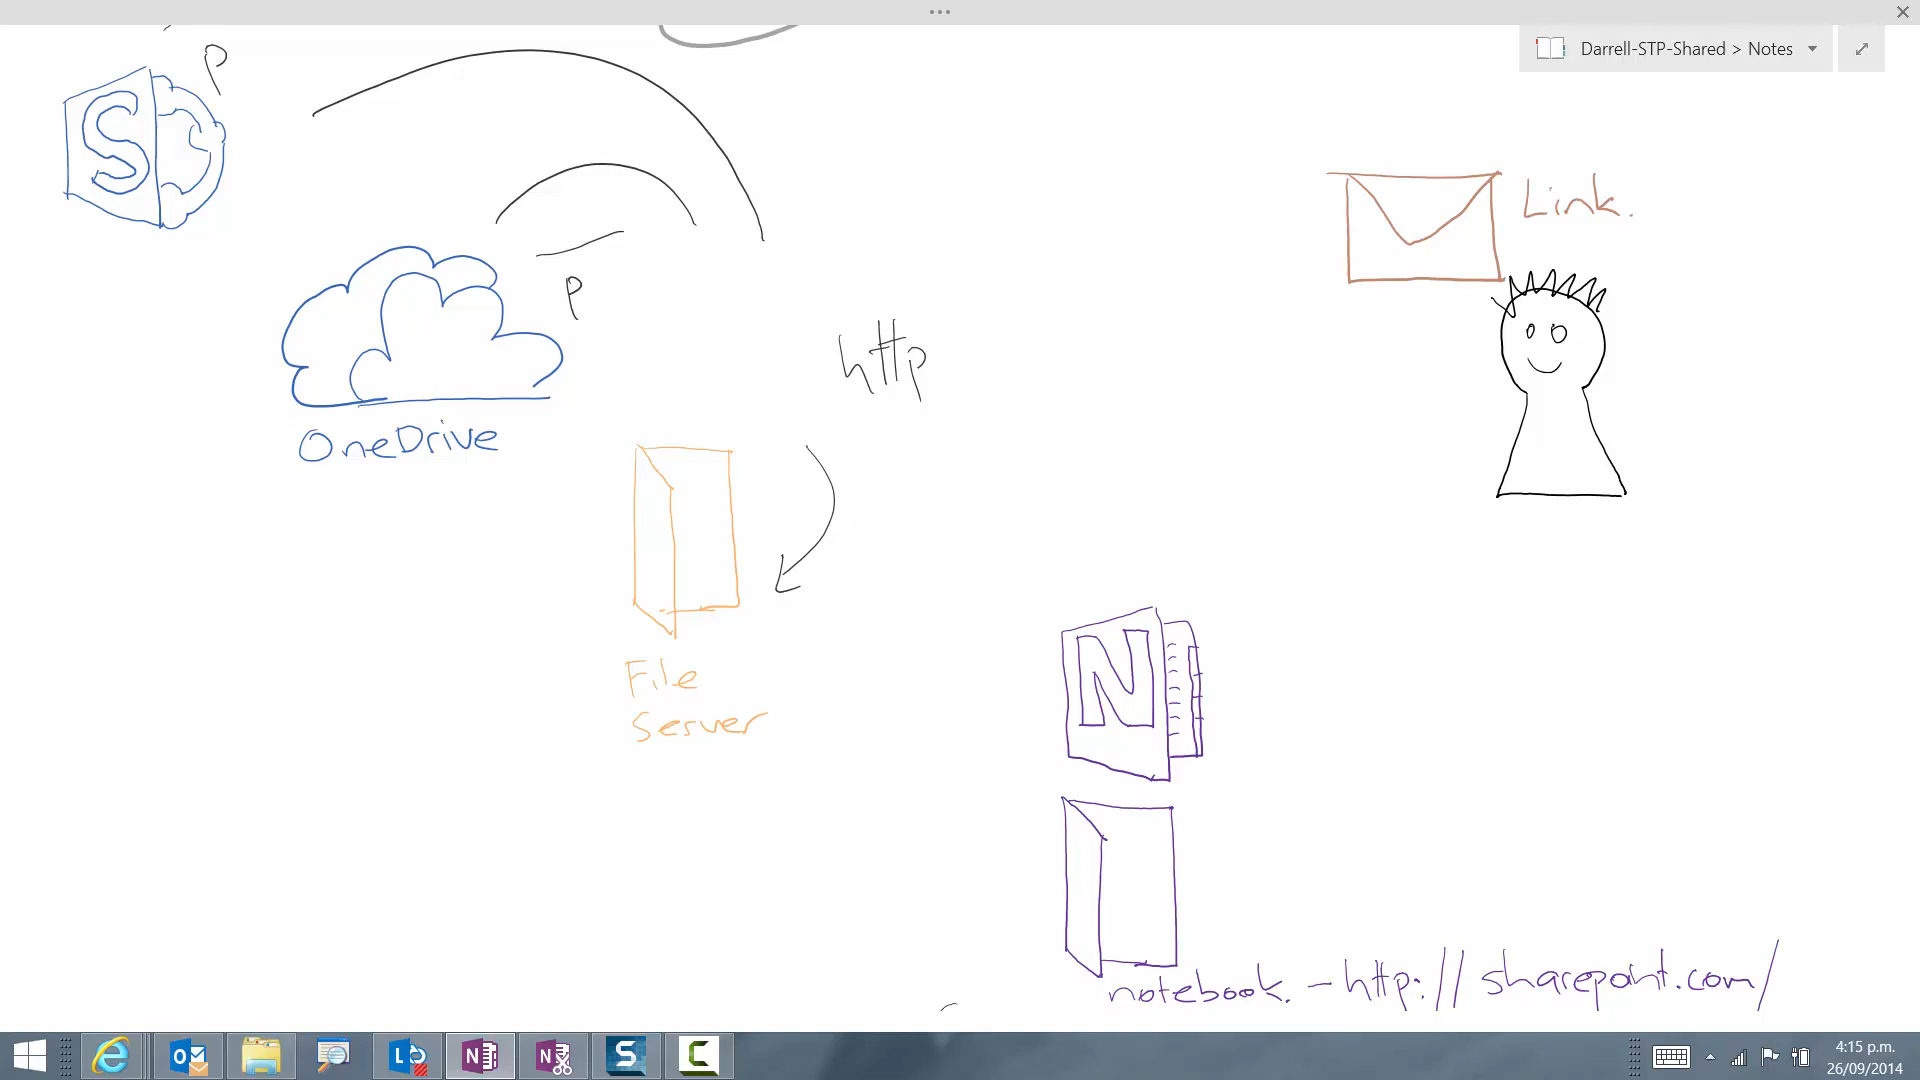 Darrell-STP-Shared > Notes
P
S
Link.
P
http
OneDrive
File
Server
N
notebook. - http://sharepoint.com/
4:15 p.m.
26/09/2014